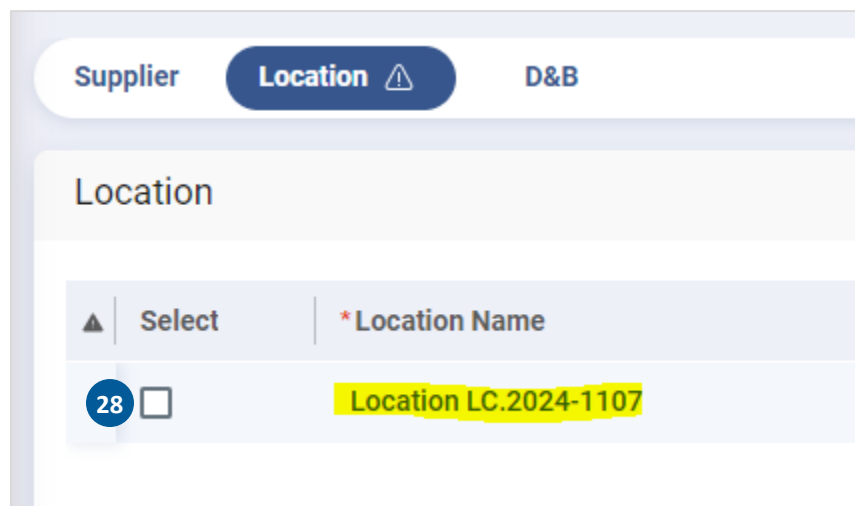 Supplier Location D&B
Location
Select *Location Name
28 Location LC.2024-1107